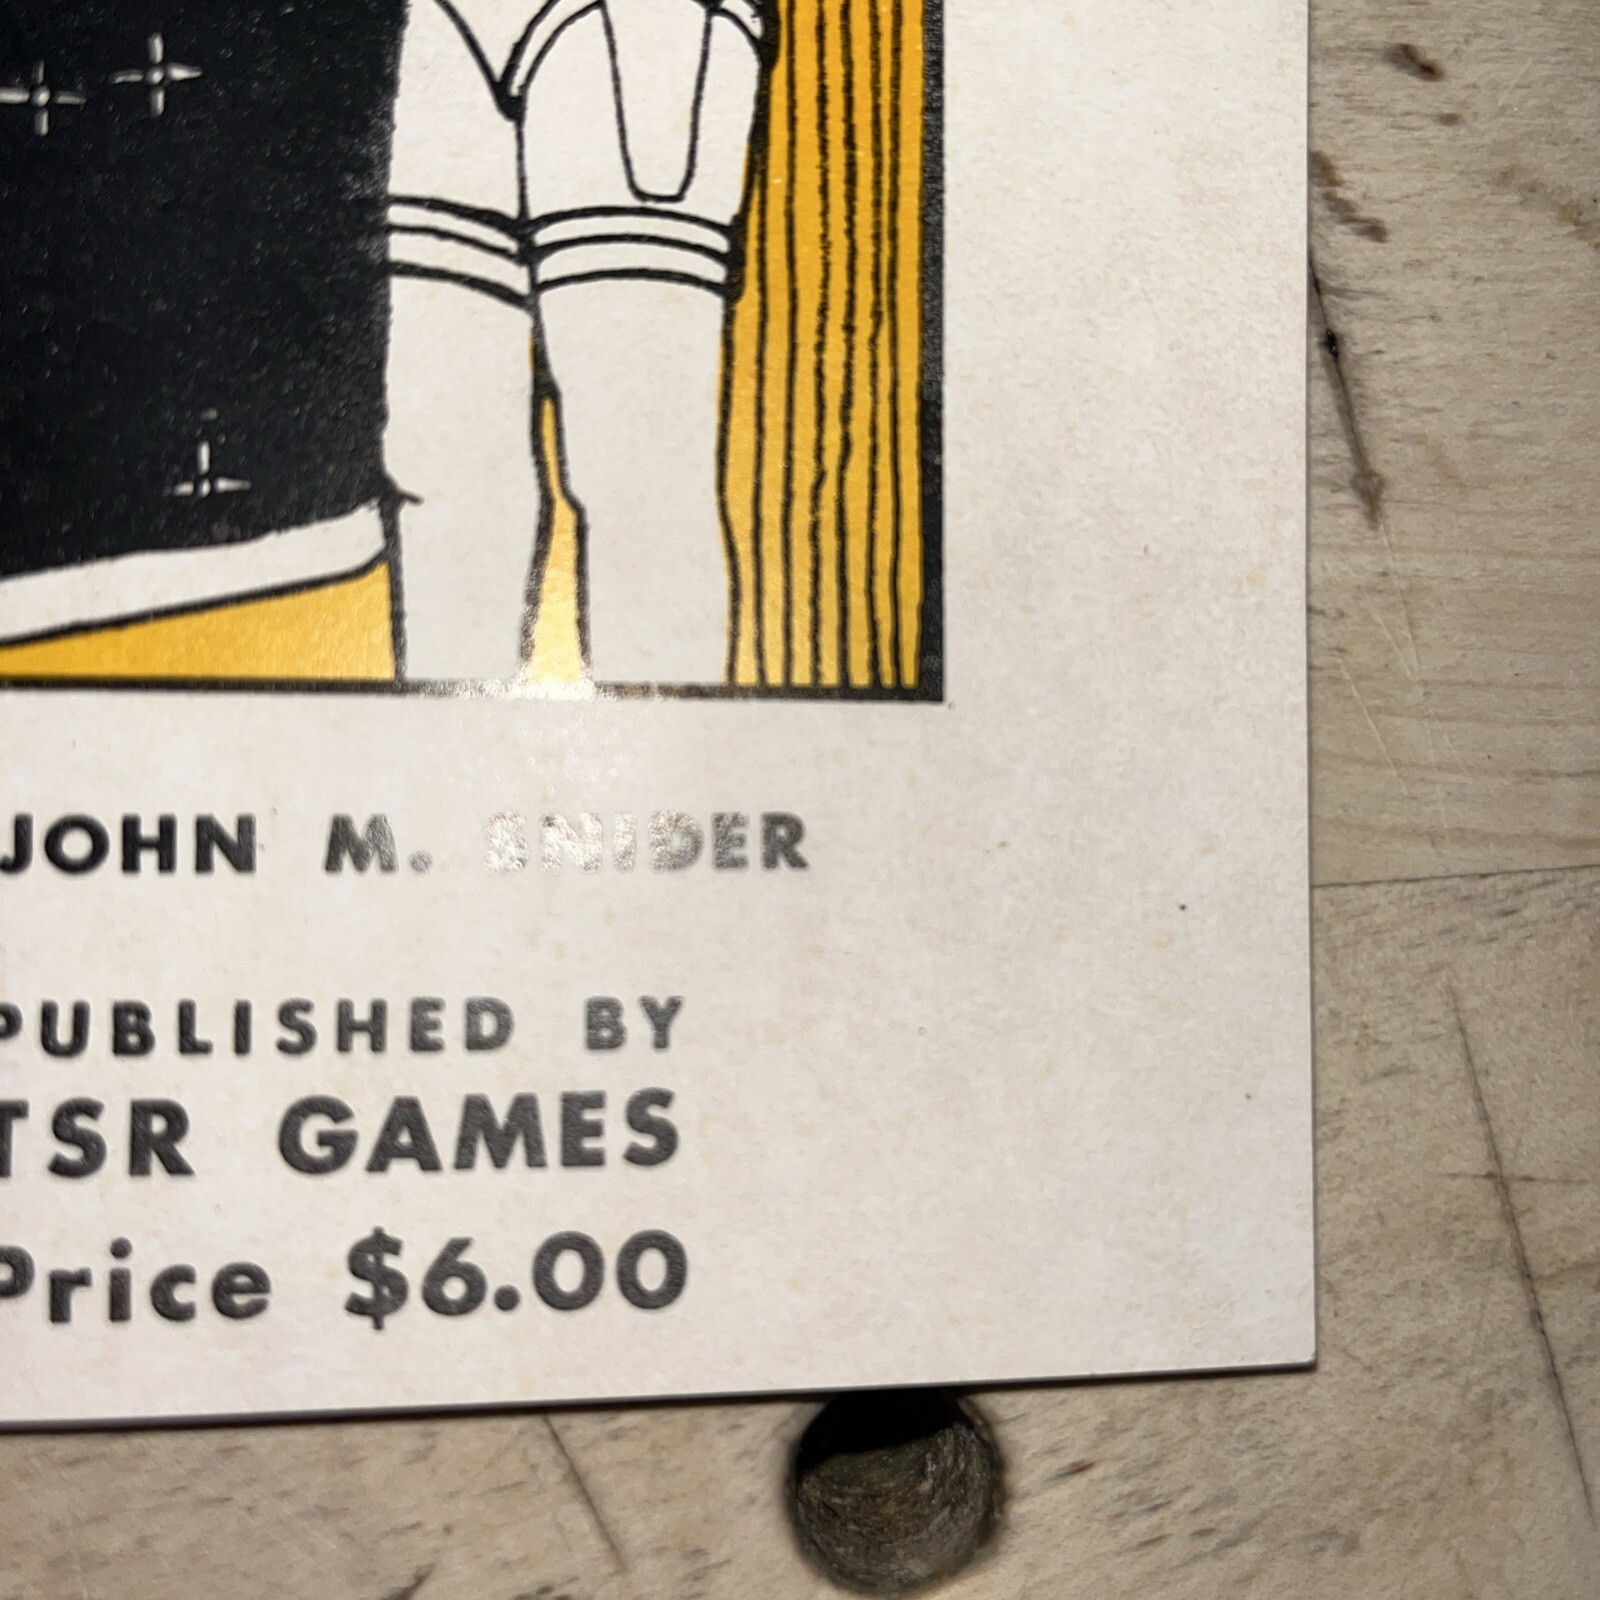 JOHN M. SNIDER
PUBLISHED BY
TSR GAMES
Price $6.00